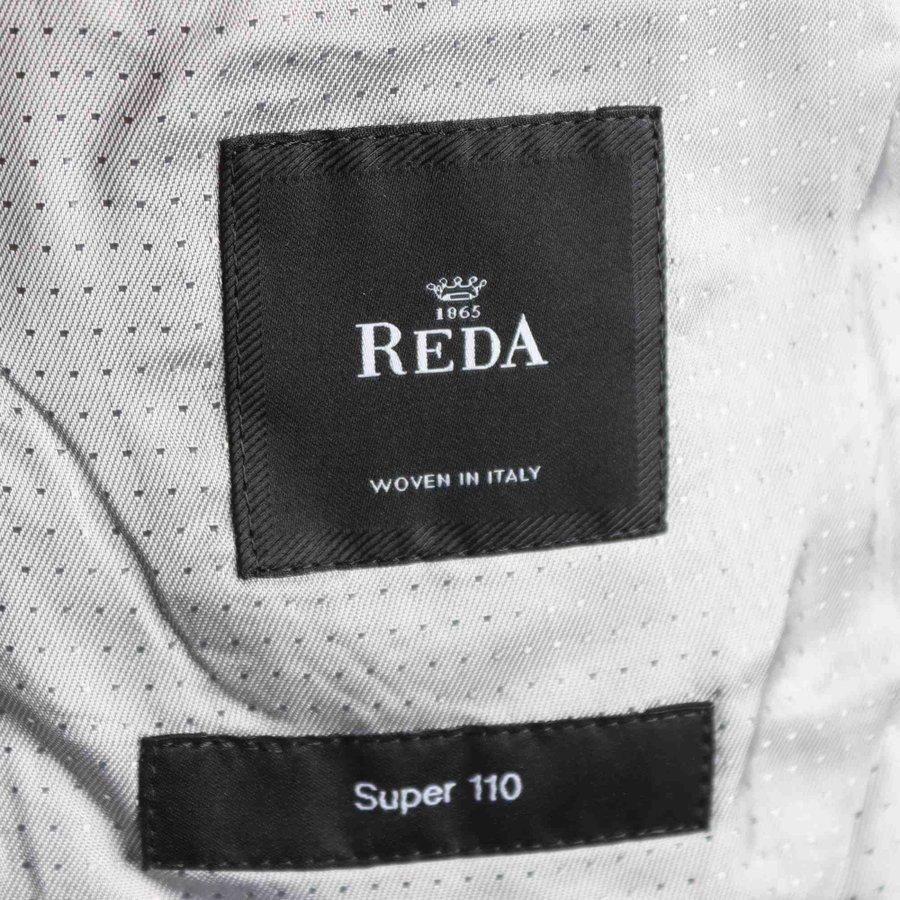 1865
REDA
WOVEN IN ITALY
Super 110